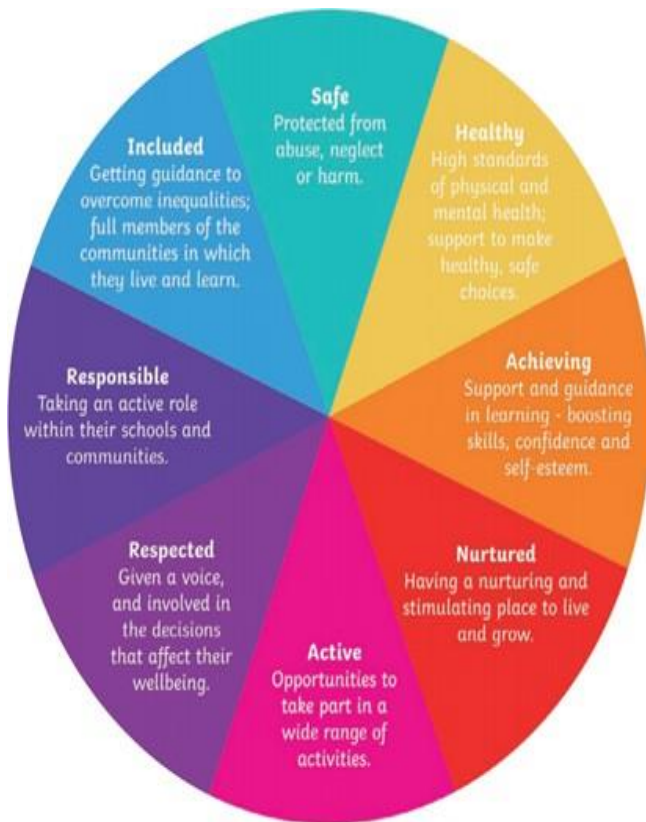 Safe
Protected from
abuse, neglect
or harm.
Healthy
High standards
of physical and
mental health;
support to make
healthy, safe
choices.
Achieving
Support and guidance
in learning - boosting
skills, confidence and
self-esteem.
Nurtured
Having a nurturing and
stimulating place to live
and grow.
Active
Opportunities to
take part in a
wide range of
activities.
Respected
Given a voice,
and involved in
the decisions
that affect their
wellbeing.
Responsible
Taking an active role
within their schools and
communities.
Included
Getting guidance to
overcome inequalities;
full members of the
communities in which
they live and learn.